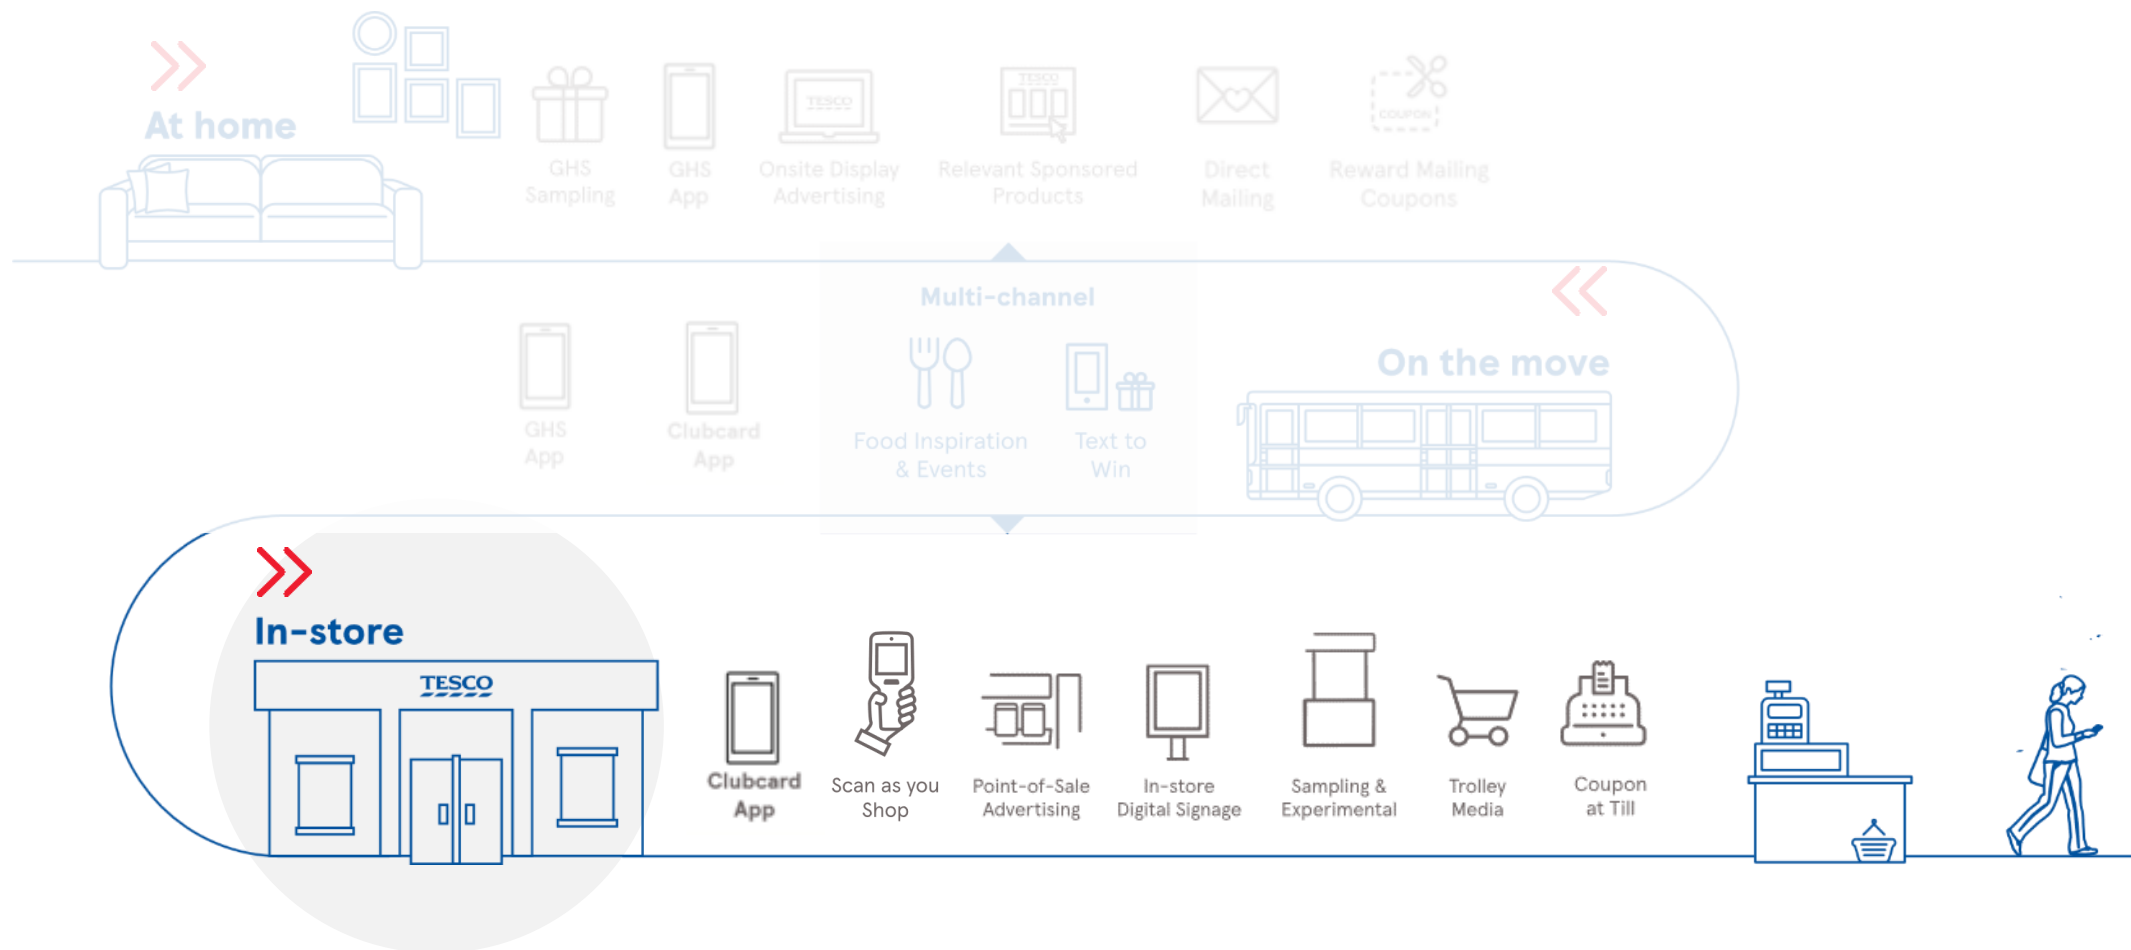 At home
TESCO
TESCO
COUPON
GHS
Sampling
GHS
App
Onsite Display
Advertising
Relevant Sponsored
Products
Direct
Mailing
Reward Mailing
Coupons
Multi-channel
On the move
GHS
App
Clubcard
App
Food Inspiration
& Events
Text to
Win
In-store
TESCO
Clubcard
App
Scan as you
Shop
Point-of-Sale
Advertising
In-store
Digital Signage
Sampling &
Experimental
Trolley
Media
Coupon
at Till